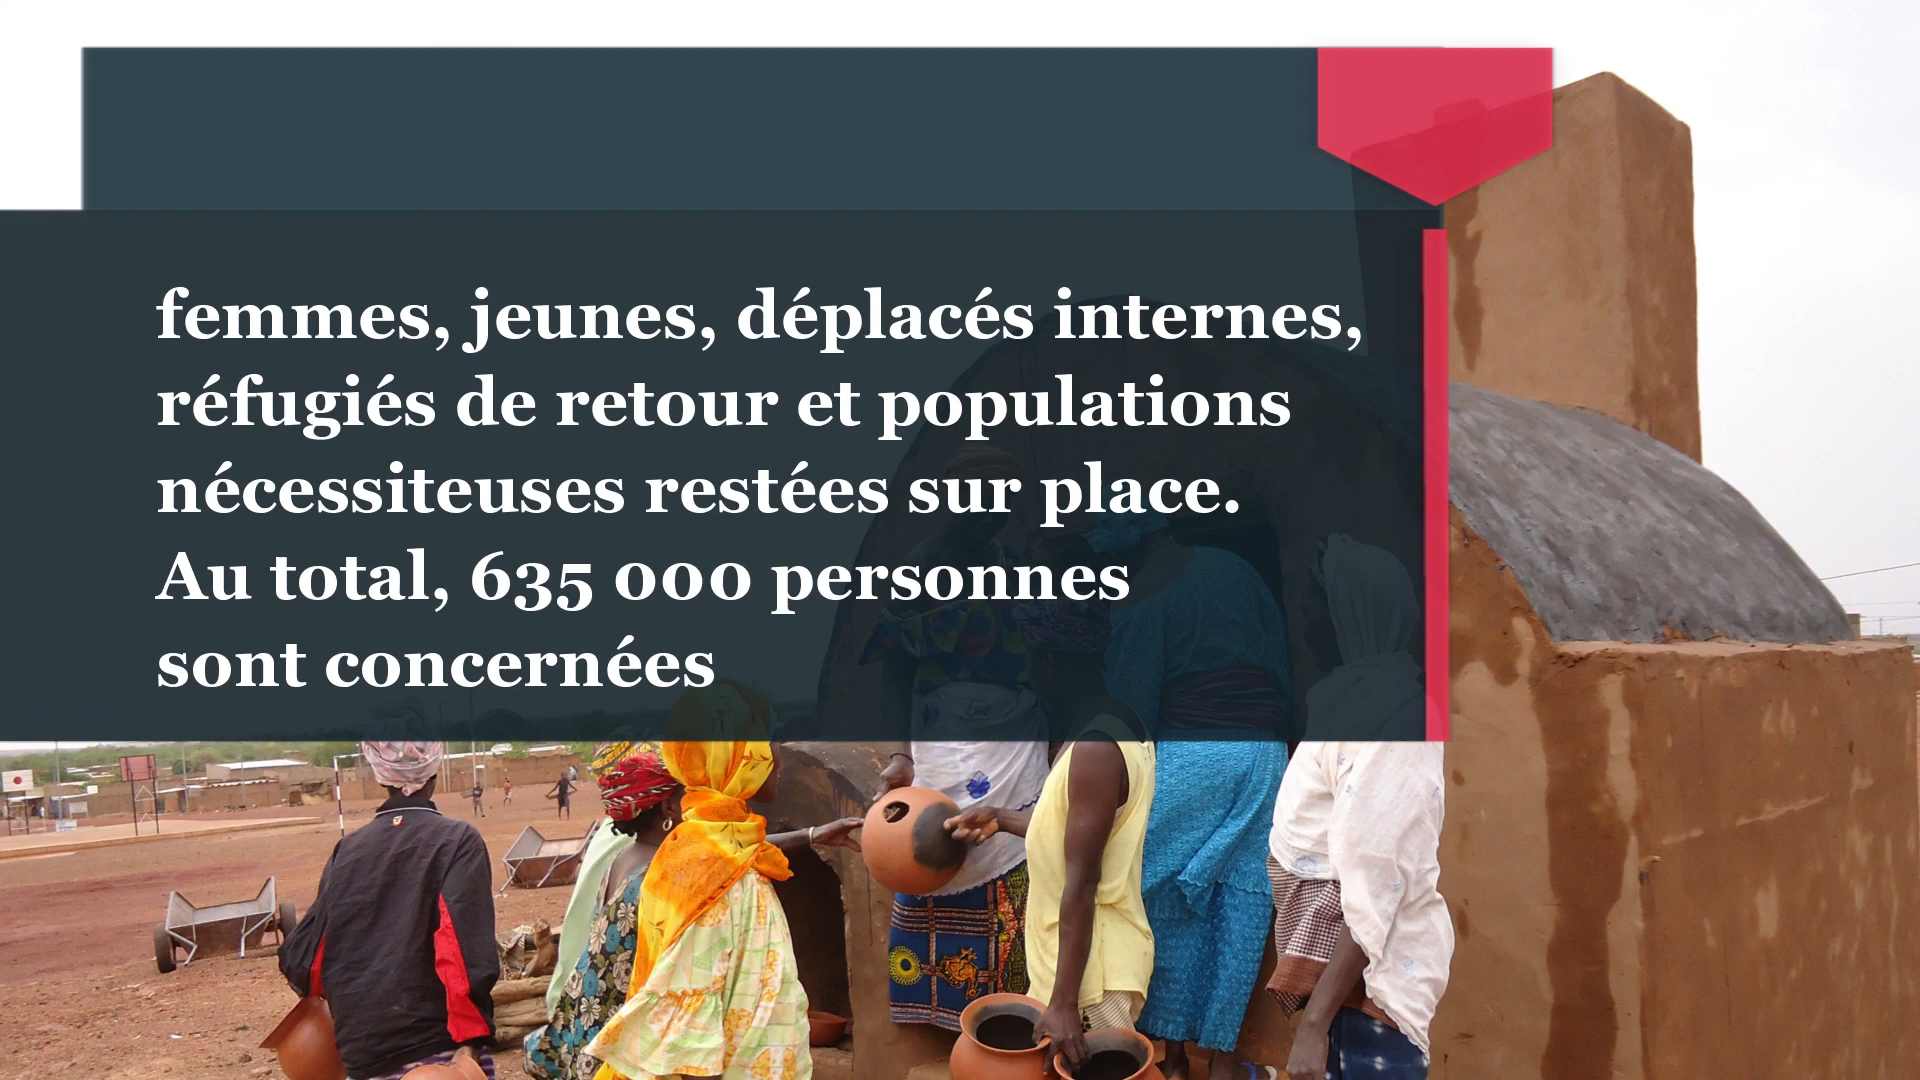 femmes, jeunes, déplacés internes,
réfugiés de retour et populations
nécessiteuses restées sur place.
Au total, 635 000 personnes
sont concernées